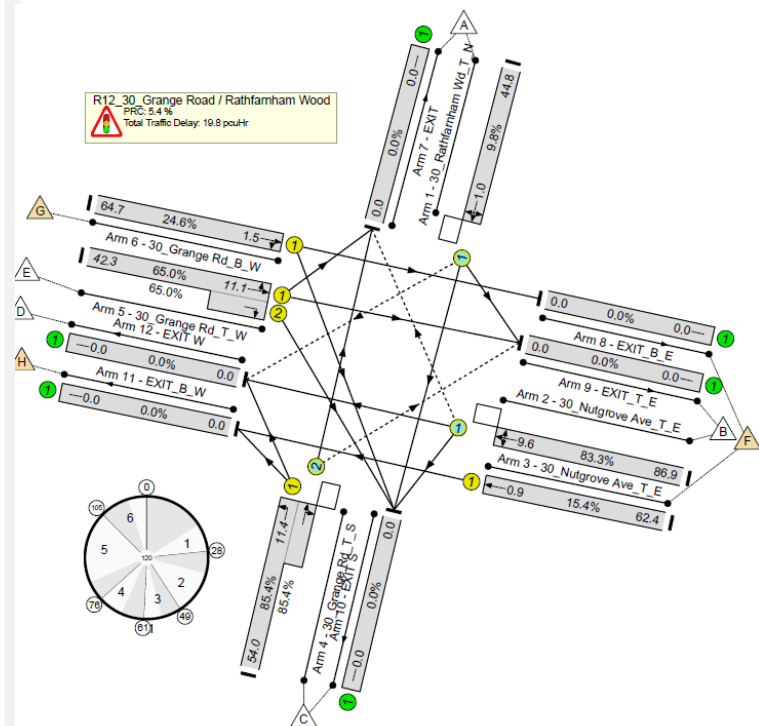 R12_30_Grange Road / Rathfarnham Wood
PRC: 5.4 %
Total Traffic Delay: 19.8 pcuHr
A
1
0.0
0.0%
0.0
Arm 7 - EXIT
Arm 1 - 30_Rathfarnham Wd_T_N
44.8
9.8%
1.0
G
64.7
24.6%
1.5
1
Arm 6 - 30_Grange Rd_B_W
E
42.3
65.0%
11.1
65.0%
1
2
Arm 5 - 30_Grange Rd_T_W
D
Arm 12 - EXIT W
1
0.0
0.0%
0.0
H
Arm 11 - EXIT_B_W
1
0.0
0.0%
0.0
1
0.0
0.0%
0.0
1
Arm 8 - EXIT_B_E
0.0
0.0%
0.0
1
Arm 9 - EXIT_T_E
Arm 2 - 30_Nutgrove Ave_T_E
B
F
1
9.6
83.3%
86.9
Arm 3 - 30_Nutgrove Ave_T_E
1
0.9
15.4%
62.4
1
2
11.4
85.4%
85.4%
54.0
Arm 4 - 30_Grange Rd_T_S
Arm 10 - EXIT S
0.0
0.0%
0.0
1
C
0
105
6
1
28
5
120
2
4
3
76
49
61